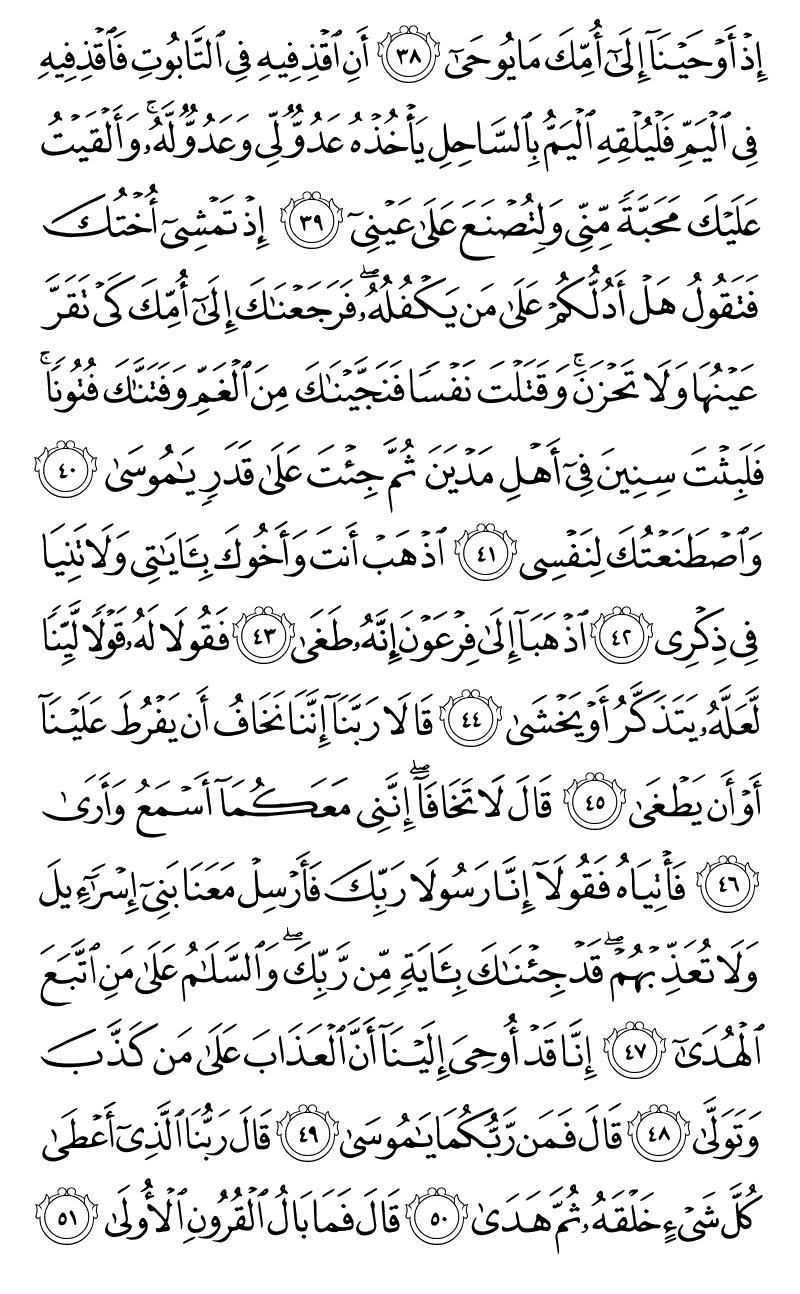 إِذْ أَوْحَيْنَآ إِلَىٰٓ أُمِّكَ مَا يُوحَىٰٓ ٣٨ أَنِ ٱقْذِفِيهِ فِى ٱلتَّابُوتِ فَٱقْذِفِيهِ
فِى ٱلْيَمِّ فَلْيُلْقِهِ ٱلْيَمُّ بِٱلسَّاحِلِ يَأْخُذْهُ عَدُوٌّ لِّى وَعَدُوٌّ لَّهُۥ ۚ وَأَلْقَيْتُ
عَلَيْكَ مَحَبَّةً مِّنِّى وَلِتُصْنَعَ عَلَىٰ عَيْنِىٓ ٣٩ إِذْ تَمْشِىٓ أُخْتُكَ
فَتَقُولُ هَلْ أَدُلُّكُمْ عَلَىٰ مَن يَكْفُلُهُۥ ۖ فَرَجَعْنَـٰكَ إِلَىٰٓ أُمِّكَ كَىْ تَقَرَّ
عَيْنُهَا وَلَا تَحْزَنَ ۚ وَقَتَلْتَ نَفْسًا فَنَجَّيْنَـٰكَ مِنَ ٱلْغَمِّ وَفَتَنَّـٰكَ فُتُونًا ۚ
فَلَبِثْتَ سِنِينَ فِىٓ أَهْلِ مَدْيَنَ ثُمَّ جِئْتَ عَلَىٰ قَدَرٍ يَـٰمُوسَىٰ ٤٠
وَٱصْطَنَعْتُكَ لِنَفْسِى ٤١ ٱذْهَبْ أَنتَ وَأَخُوكَ بِـَٔايَـٰتِى وَلَا تَنِيَا
فِى ذِكْرِى ٤٢ ٱذْهَبَآ إِلَىٰ فِرْعَوْنَ إِنَّهُۥ طَغَىٰ ٤٣ فَقُولَا لَهُۥ قَوْلًا لَّيِّنًا
لَّعَلَّهُۥ يَتَذَكَّرُ أَوْ يَخْشَىٰ ٤٤ قَالَا رَبَّنَآ إِنَّنَا نَخَافُ أَن يَفْرُطَ عَلَيْنَآ
أَوْ أَن يَطْغَىٰ ٤٥ قَالَ لَا تَخَافَآ ۖ إِنَّنِى مَعَكُمَآ أَسْمَعُ وَأَرَىٰ
٤٦ فَأْتِيَاهُ فَقُولَآ إِنَّا رَسُولَا رَبِّكَ فَأَرْسِلْ مَعَنَا بَنِىٓ إِسْرَٰٓءِيلَ
وَلَا تُعَذِّبْهُمْ ۖ قَدْ جِئْنَـٰكَ بِـَٔايَةٍ مِّن رَّبِّكَ ۖ وَٱلسَّلَـٰمُ عَلَىٰ مَنِ ٱتَّبَعَ
ٱلْهُدَىٰٓ ٤٧ إِنَّا قَدْ أُوحِىَ إِلَيْنَآ أَنَّ ٱلْعَذَابَ عَلَىٰ مَن كَذَّبَ
وَتَوَلَّىٰ ٤٨ قَالَ فَمَن رَّبُّكُمَا يَـٰمُوسَىٰ ٤٩ قَالَ رَبُّنَا ٱلَّذِىٓ أَعْطَىٰ
كُلَّ شَىْءٍ خَلْقَهُۥ ثُمَّ هَدَىٰ ٥٠ قَالَ فَمَا بَالُ ٱلْقُرُونِ ٱلْأُولَىٰ ٥١